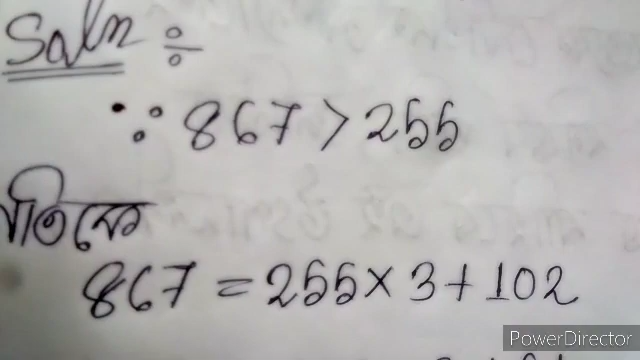 Soln ÷
∵ 867 > 255
867 = 255 × 3 + 102
PowerDirector